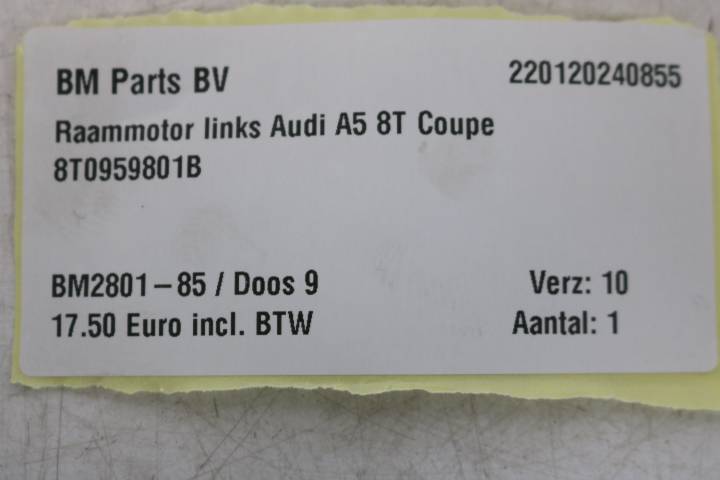 BM Parts BV 220120240855
Raammotor links Audi A5 8T Coupe
8T0959801B
BM2801-85 / Doos 9 Verz: 10
17.50 Euro incl. BTW Aantal: 1